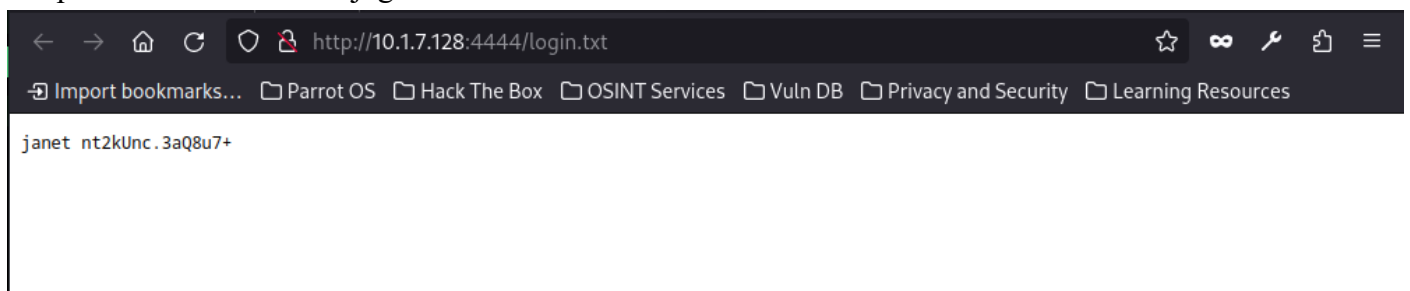 http://10.1.7.128:4444/login.txt
Import bookmarks... Parrot OS Hack The Box OSINT Services Vuln DB Privacy and Security Learning Resources
janet nt2kUnc.3aQ8u7+